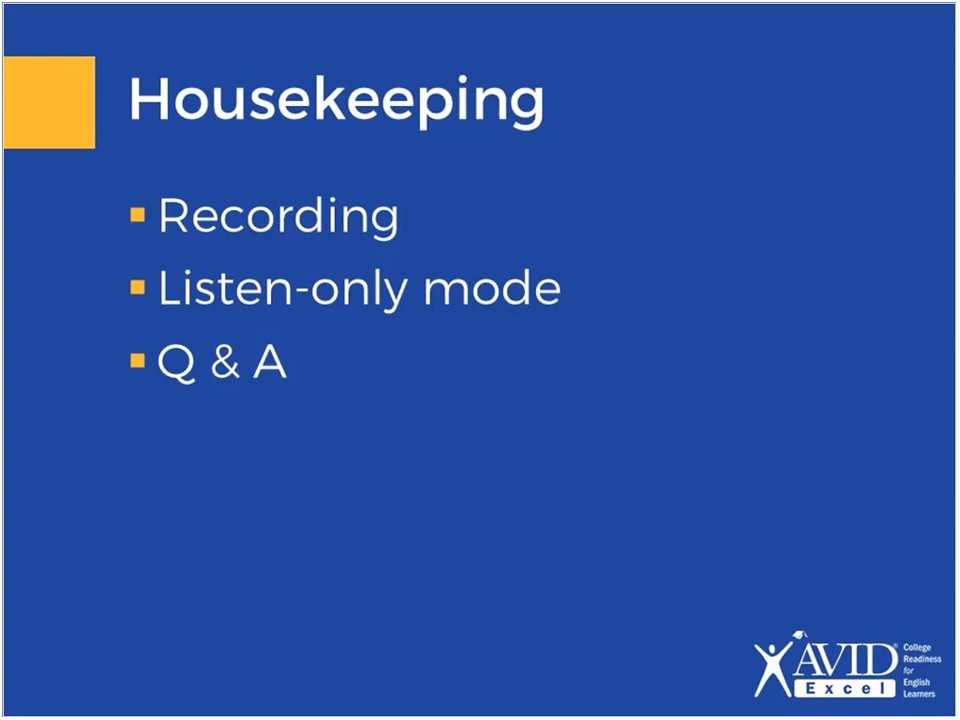 Housekeeping
Recording
Listen-only mode
Q & A
AVID®
Excel
College
Readiness
for
English
Learners